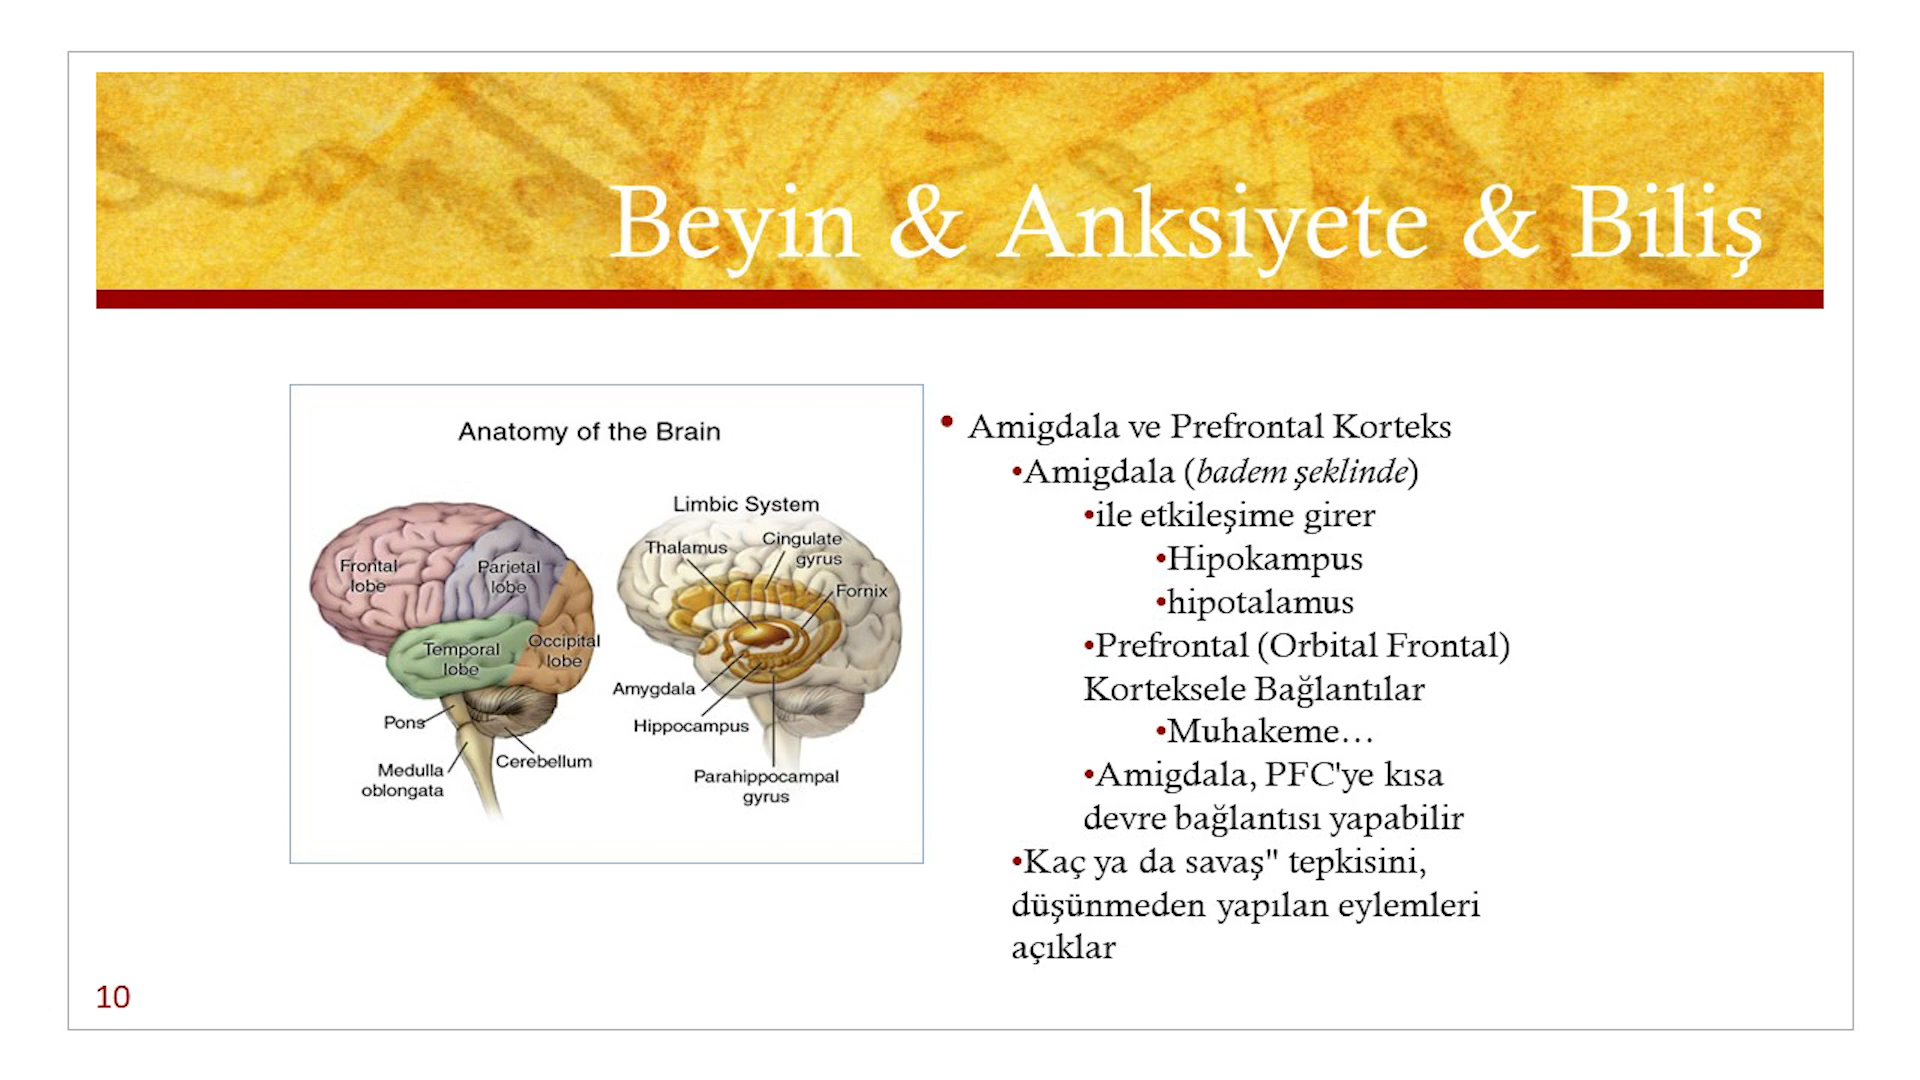 Beyin & Anksiyete & Biliş
Anatomy of the Brain
Frontal
lobe
Parietal
lobe
Temporal
lobe
Occipital
lobe
Pons
Medulla
oblongata
Cerebellum
Limbic System
Thalamus
Cingulate
gyrus
Fornix
Amygdala
Hippocampus
Parahippocampal
gyrus
• Amigdala ve Prefrontal Korteks
•Amigdala (badem şeklinde)
•ile etkileşime girer
•Hipokampus
•hipotalamus
•Prefrontal (Orbital Frontal)
Korteksele Bağlantılar
•Muhakeme…
•Amigdala, PFC'ye kısa
devre bağlantısı yapabilir
•Kaç ya da savaş" tepkisini,
düşünmeden yapılan eylemleri
açıklar
10